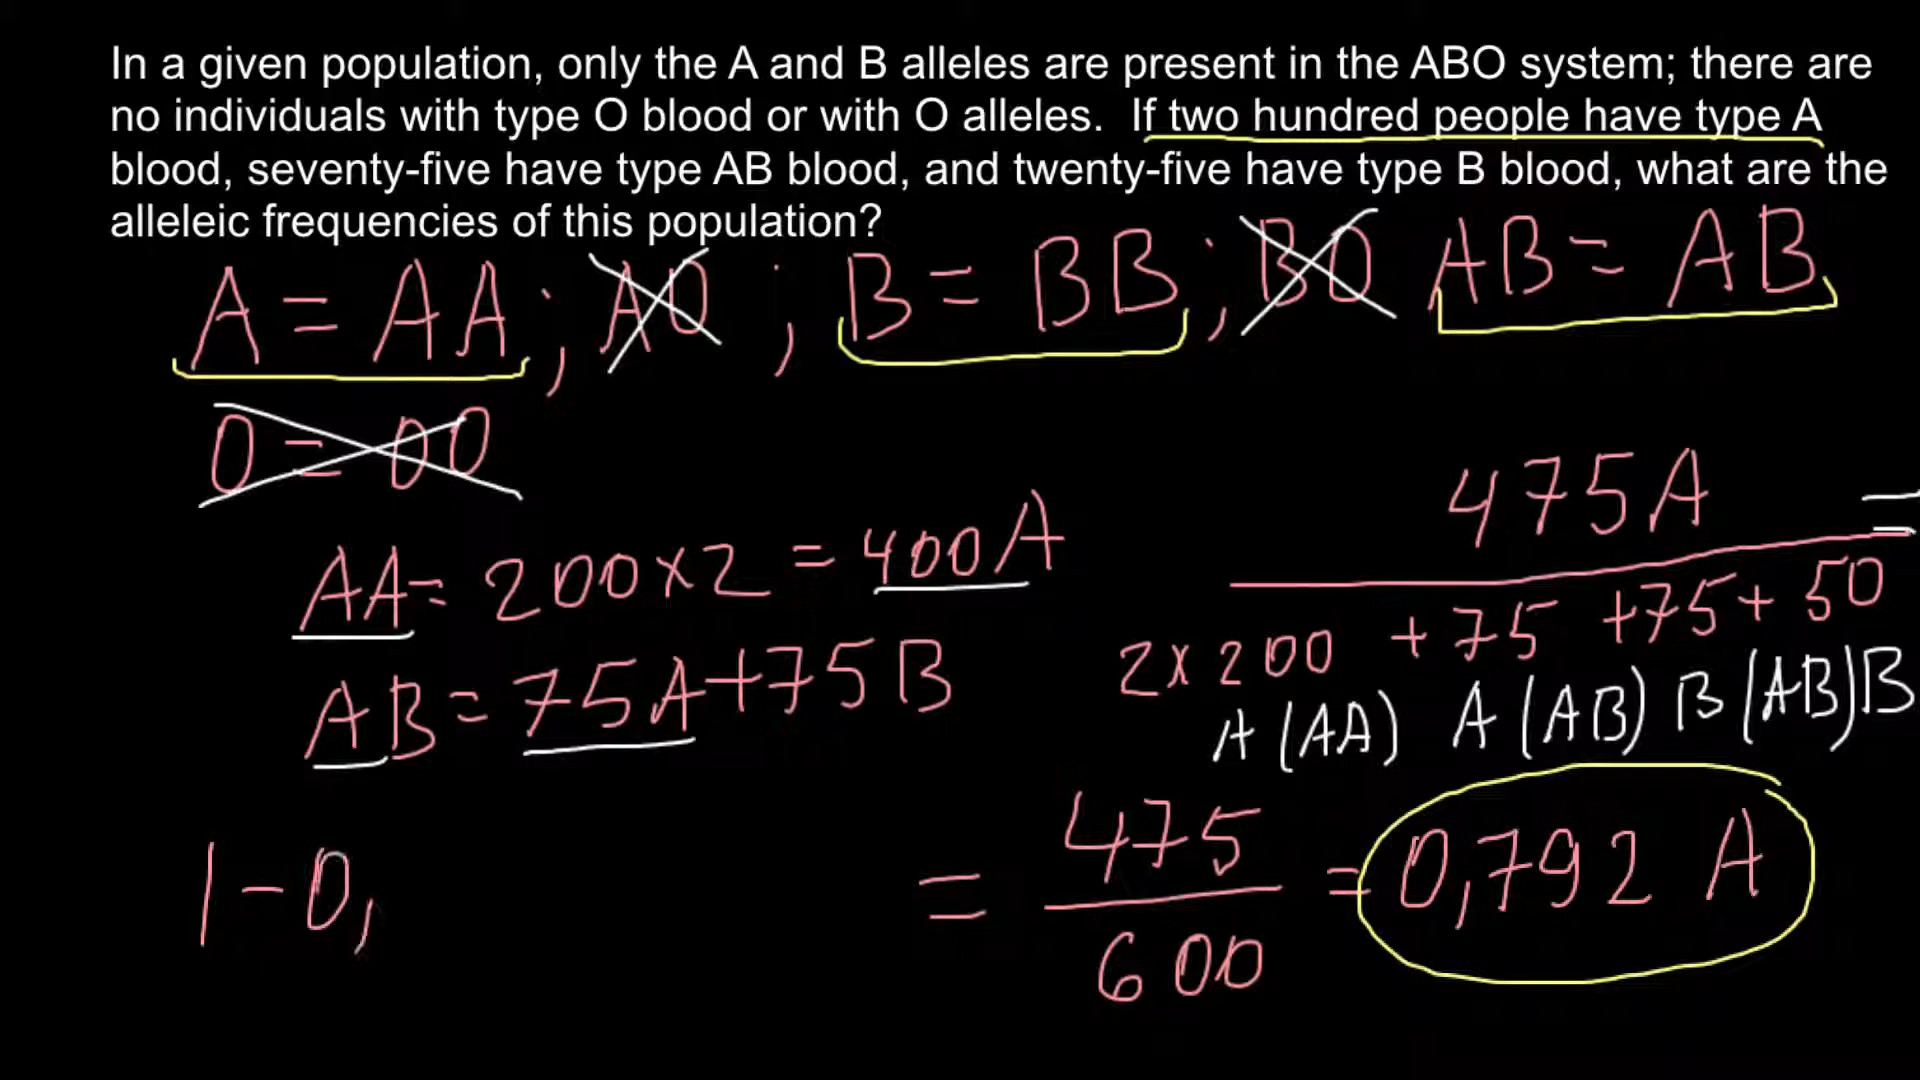 In a given population, only the A and B alleles are present in the ABO system; there are
no individuals with type O blood or with O alleles.  If two hundred people have type A
blood, seventy-five have type AB blood, and twenty-five have type B blood, what are the
alleleic frequencies of this population?
A = AA ; AO ; B = BB ; BO AB = AB
O = OO
AA = 200 x 2 = 400 A
AB = 75A + 75B
475A =
2 x 200 + 75 + 75 + 50
A (AA) A (AB) B (AB) B
1 - 0,
= 475 / 600 = 0,792 A